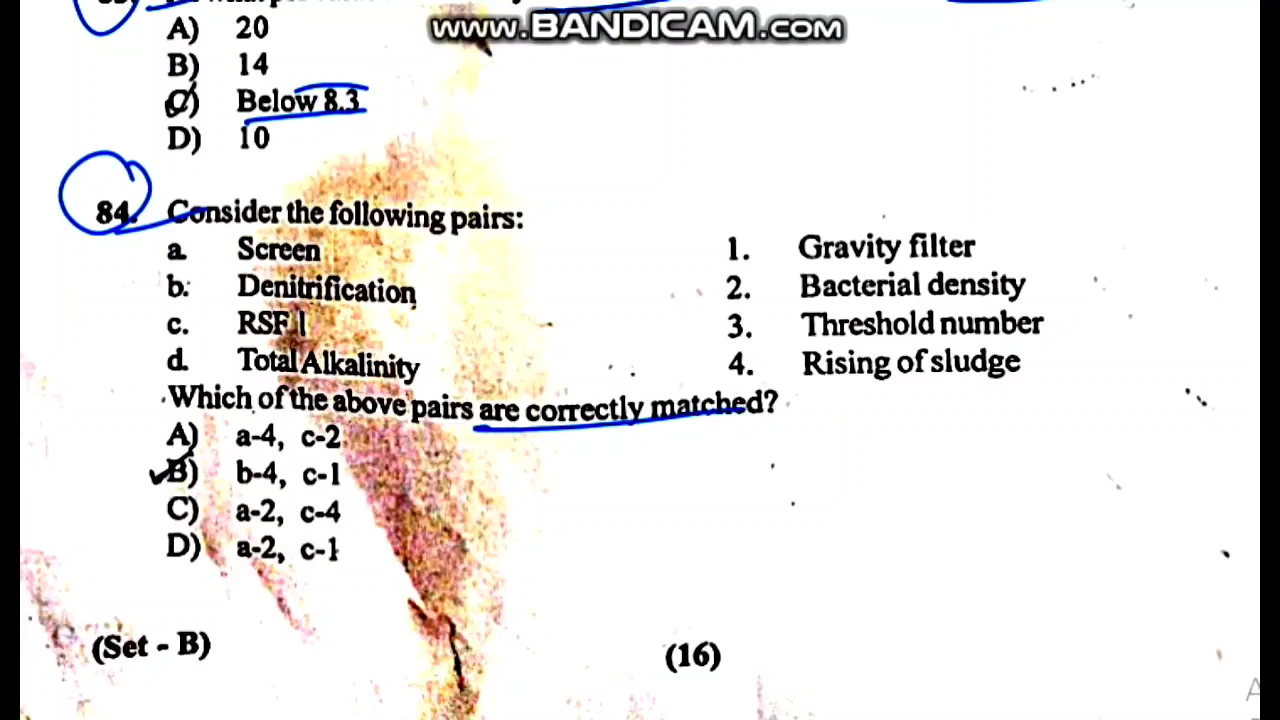 www.BANDICAM.com
A) 20
B) 14
C) Below 8.3
D) 10
84. Consider the following pairs:
a. Screen 1. Gravity filter
b. Denitrification 2. Bacterial density
c. RSF 3. Threshold number
d. Total Alkalinity 4. Rising of sludge
Which of the above pairs are correctly matched?
A) a-4, c-2
B) b-4, c-1
C) a-2, c-4
D) a-2, c-1
(Set - B) (16)